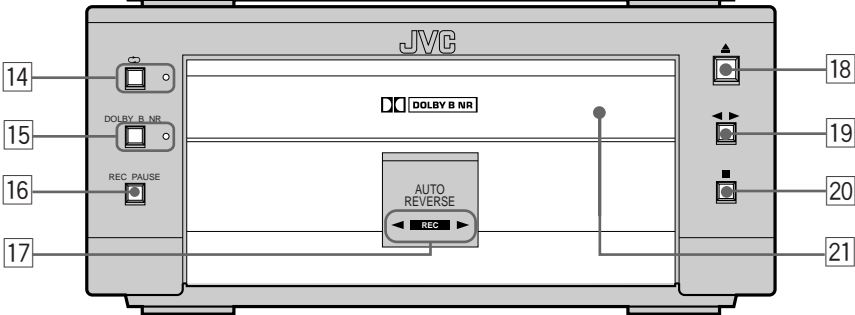 JVC
14
18
DOLBY B NR
DOLBY B NR
15
19
REC PAUSE
16
20
AUTO
REVERSE
REC
17
21